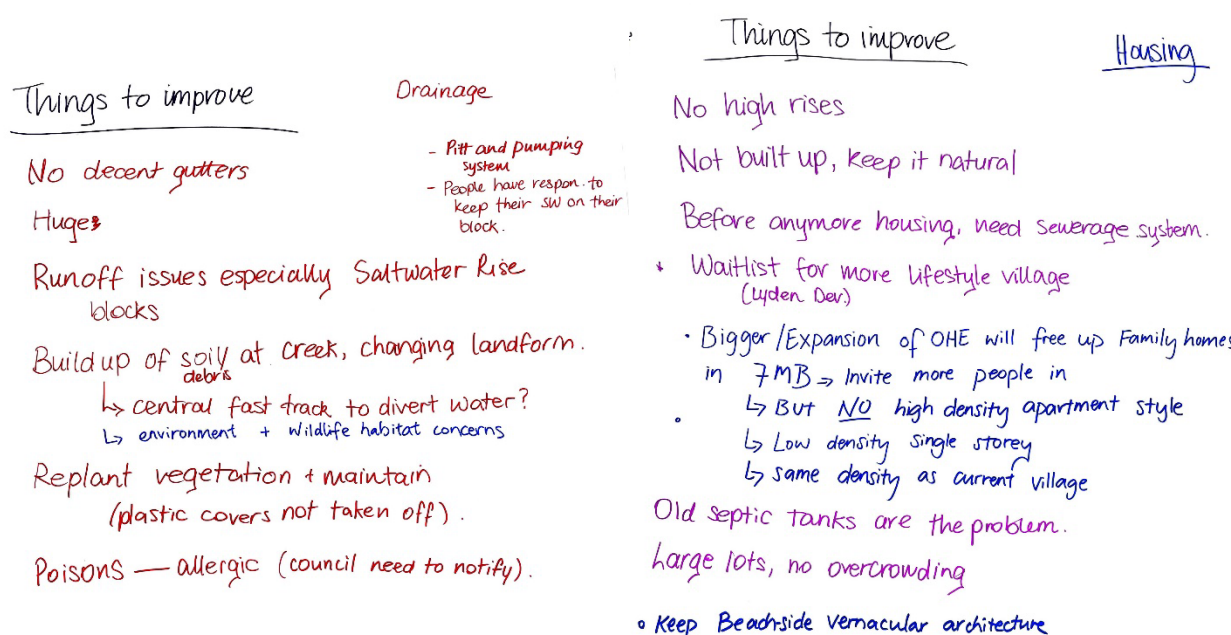 Things to improve
Drainage
- Pitt and pumping
system
- People have respon. to
keep their SW on their
block.
No decent gutters
Huge
Runoff issues especially Saltwater Rise
blocks
Build up of soil/ at creek, changing landform.
debris
↳ central fast track to divert water?
↳ environment + wildlife habitat concerns
Replant vegetation + maintain
(plastic covers not taken off).
Poisons — allergic (council need to notify).
Things to improve
Housing
No high rises
Not built up, keep it natural
Before anymore housing, need sewerage system.
* Waitlist for more lifestyle village
(Lyden Dev.)
• Bigger/Expansion of OHE will free up Family homes
in 7MB ⇒ Invite more people in
↳ But NO high density apartment style
↳ Low density single storey
↳ same density as current village
Old septic tanks are the problem.
Large lots, no overcrowding
• Keep Beach-side vernacular architecture